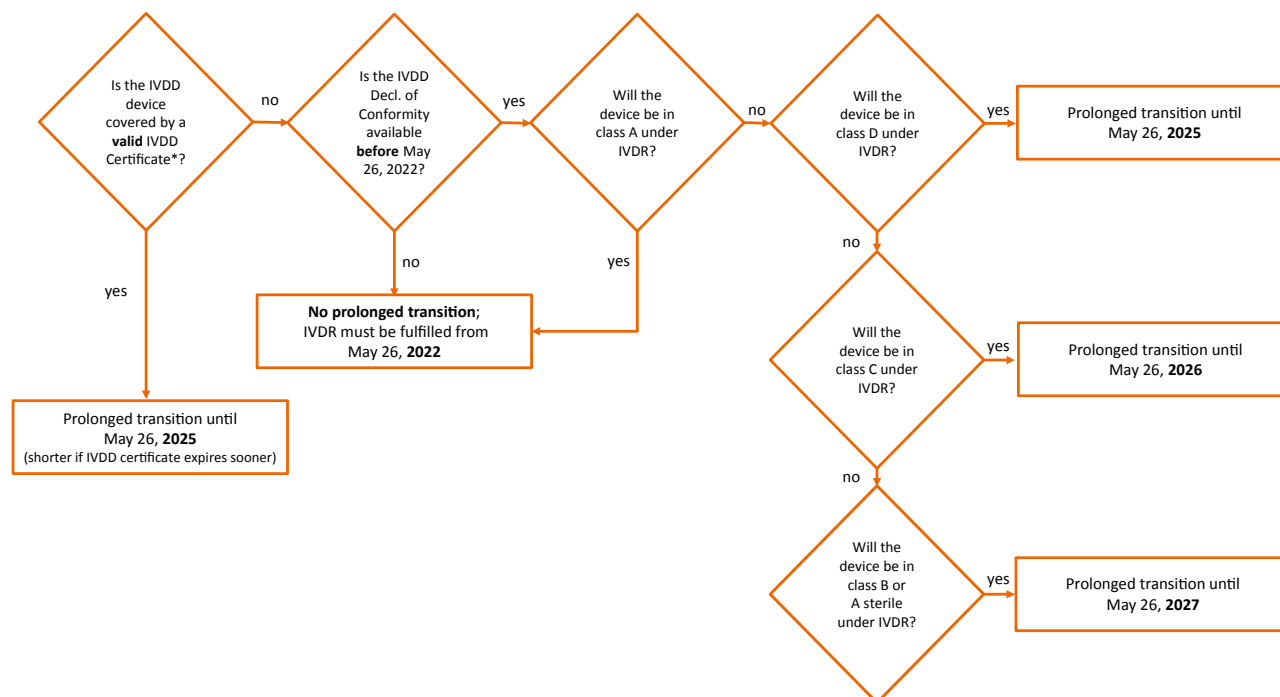 Is the IVDD
device
covered by a
valid IVDD
Certificate*?
no
Is the IVDD
Decl. of
Conformity
available
before May
26, 2022?
yes
Will the
device be in
class A under
IVDR?
no
Will the
device be in
class D under
IVDR?
yes
Prolonged transition until
May 26, 2025
yes
no
yes
no
No prolonged transition;
IVDR must be fulfilled from
May 26, 2022
Will the
device be in
class C under
IVDR?
yes
Prolonged transition until
May 26, 2026
Prolonged transition until
May 26, 2025
(shorter if IVDD certificate expires sooner)
no
Will the
device be in
class B or
A sterile
under IVDR?
yes
Prolonged transition until
May 26, 2027